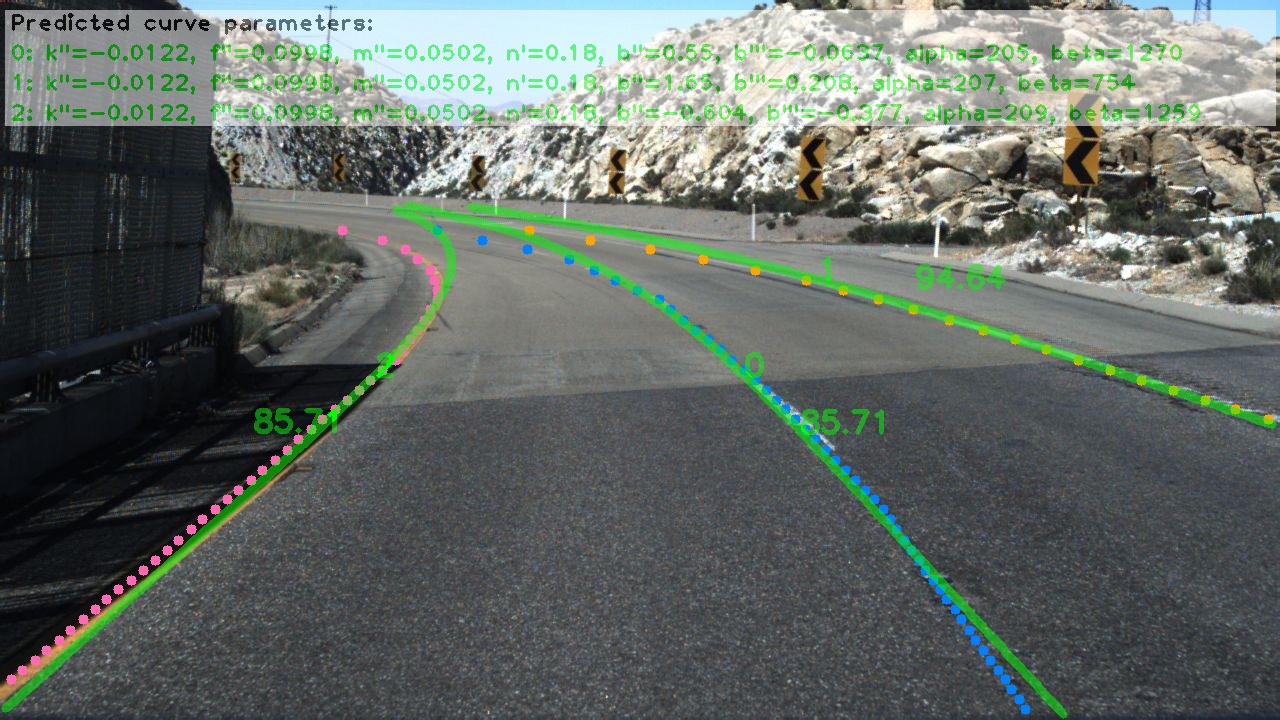 Predicted curve parameters:
0: k''=-0.0122, f''=0.0998, m''=0.0502, n'=0.18, b''=0.55, b'''=-0.0637, alpha=205, beta=1270
1: k''=-0.0122, f''=0.0998, m''=0.0502, n'=0.18, b''=1.65, b'''=0.208, alpha=207, beta=754
2: k''=-0.0122, f''=0.0998, m''=0.0502, n'=0.18, b''=-0.604, b'''=-0.377, alpha=209, beta=1259
1
94.64
2
0
85.71
85.71